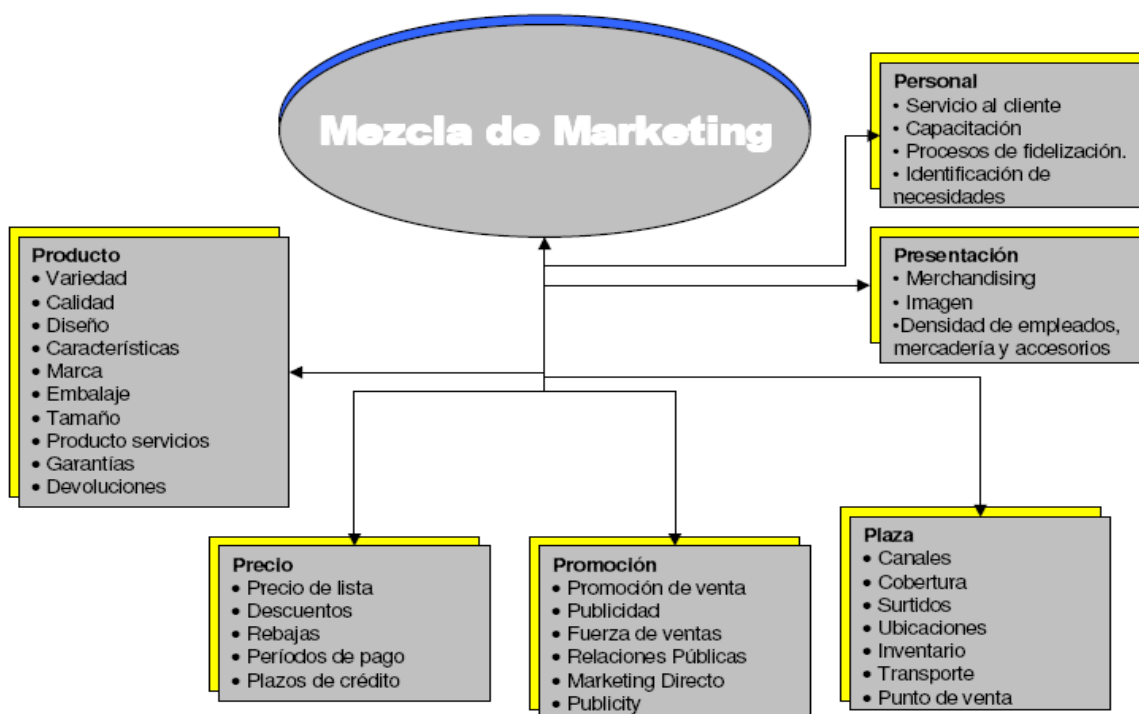 Mezcla de Marketing
Personal
• Servicio al cliente
• Capacitación
• Procesos de fidelización.
• Identificación de
necesidades
Presentación
• Merchandising
• Imagen
•Densidad de empleados,
mercadería y accesorios
Producto
• Variedad
• Calidad
• Diseño
• Características
• Marca
• Embalaje
• Tamaño
• Producto servicios
• Garantías
• Devoluciones
Precio
• Precio de lista
• Descuentos
• Rebajas
• Períodos de pago
• Plazos de crédito
Promoción
• Promoción de venta
• Publicidad
• Fuerza de ventas
• Relaciones Públicas
• Marketing Directo
• Publicity
Plaza
• Canales
• Cobertura
• Surtidos
• Ubicaciones
• Inventario
• Transporte
• Punto de venta